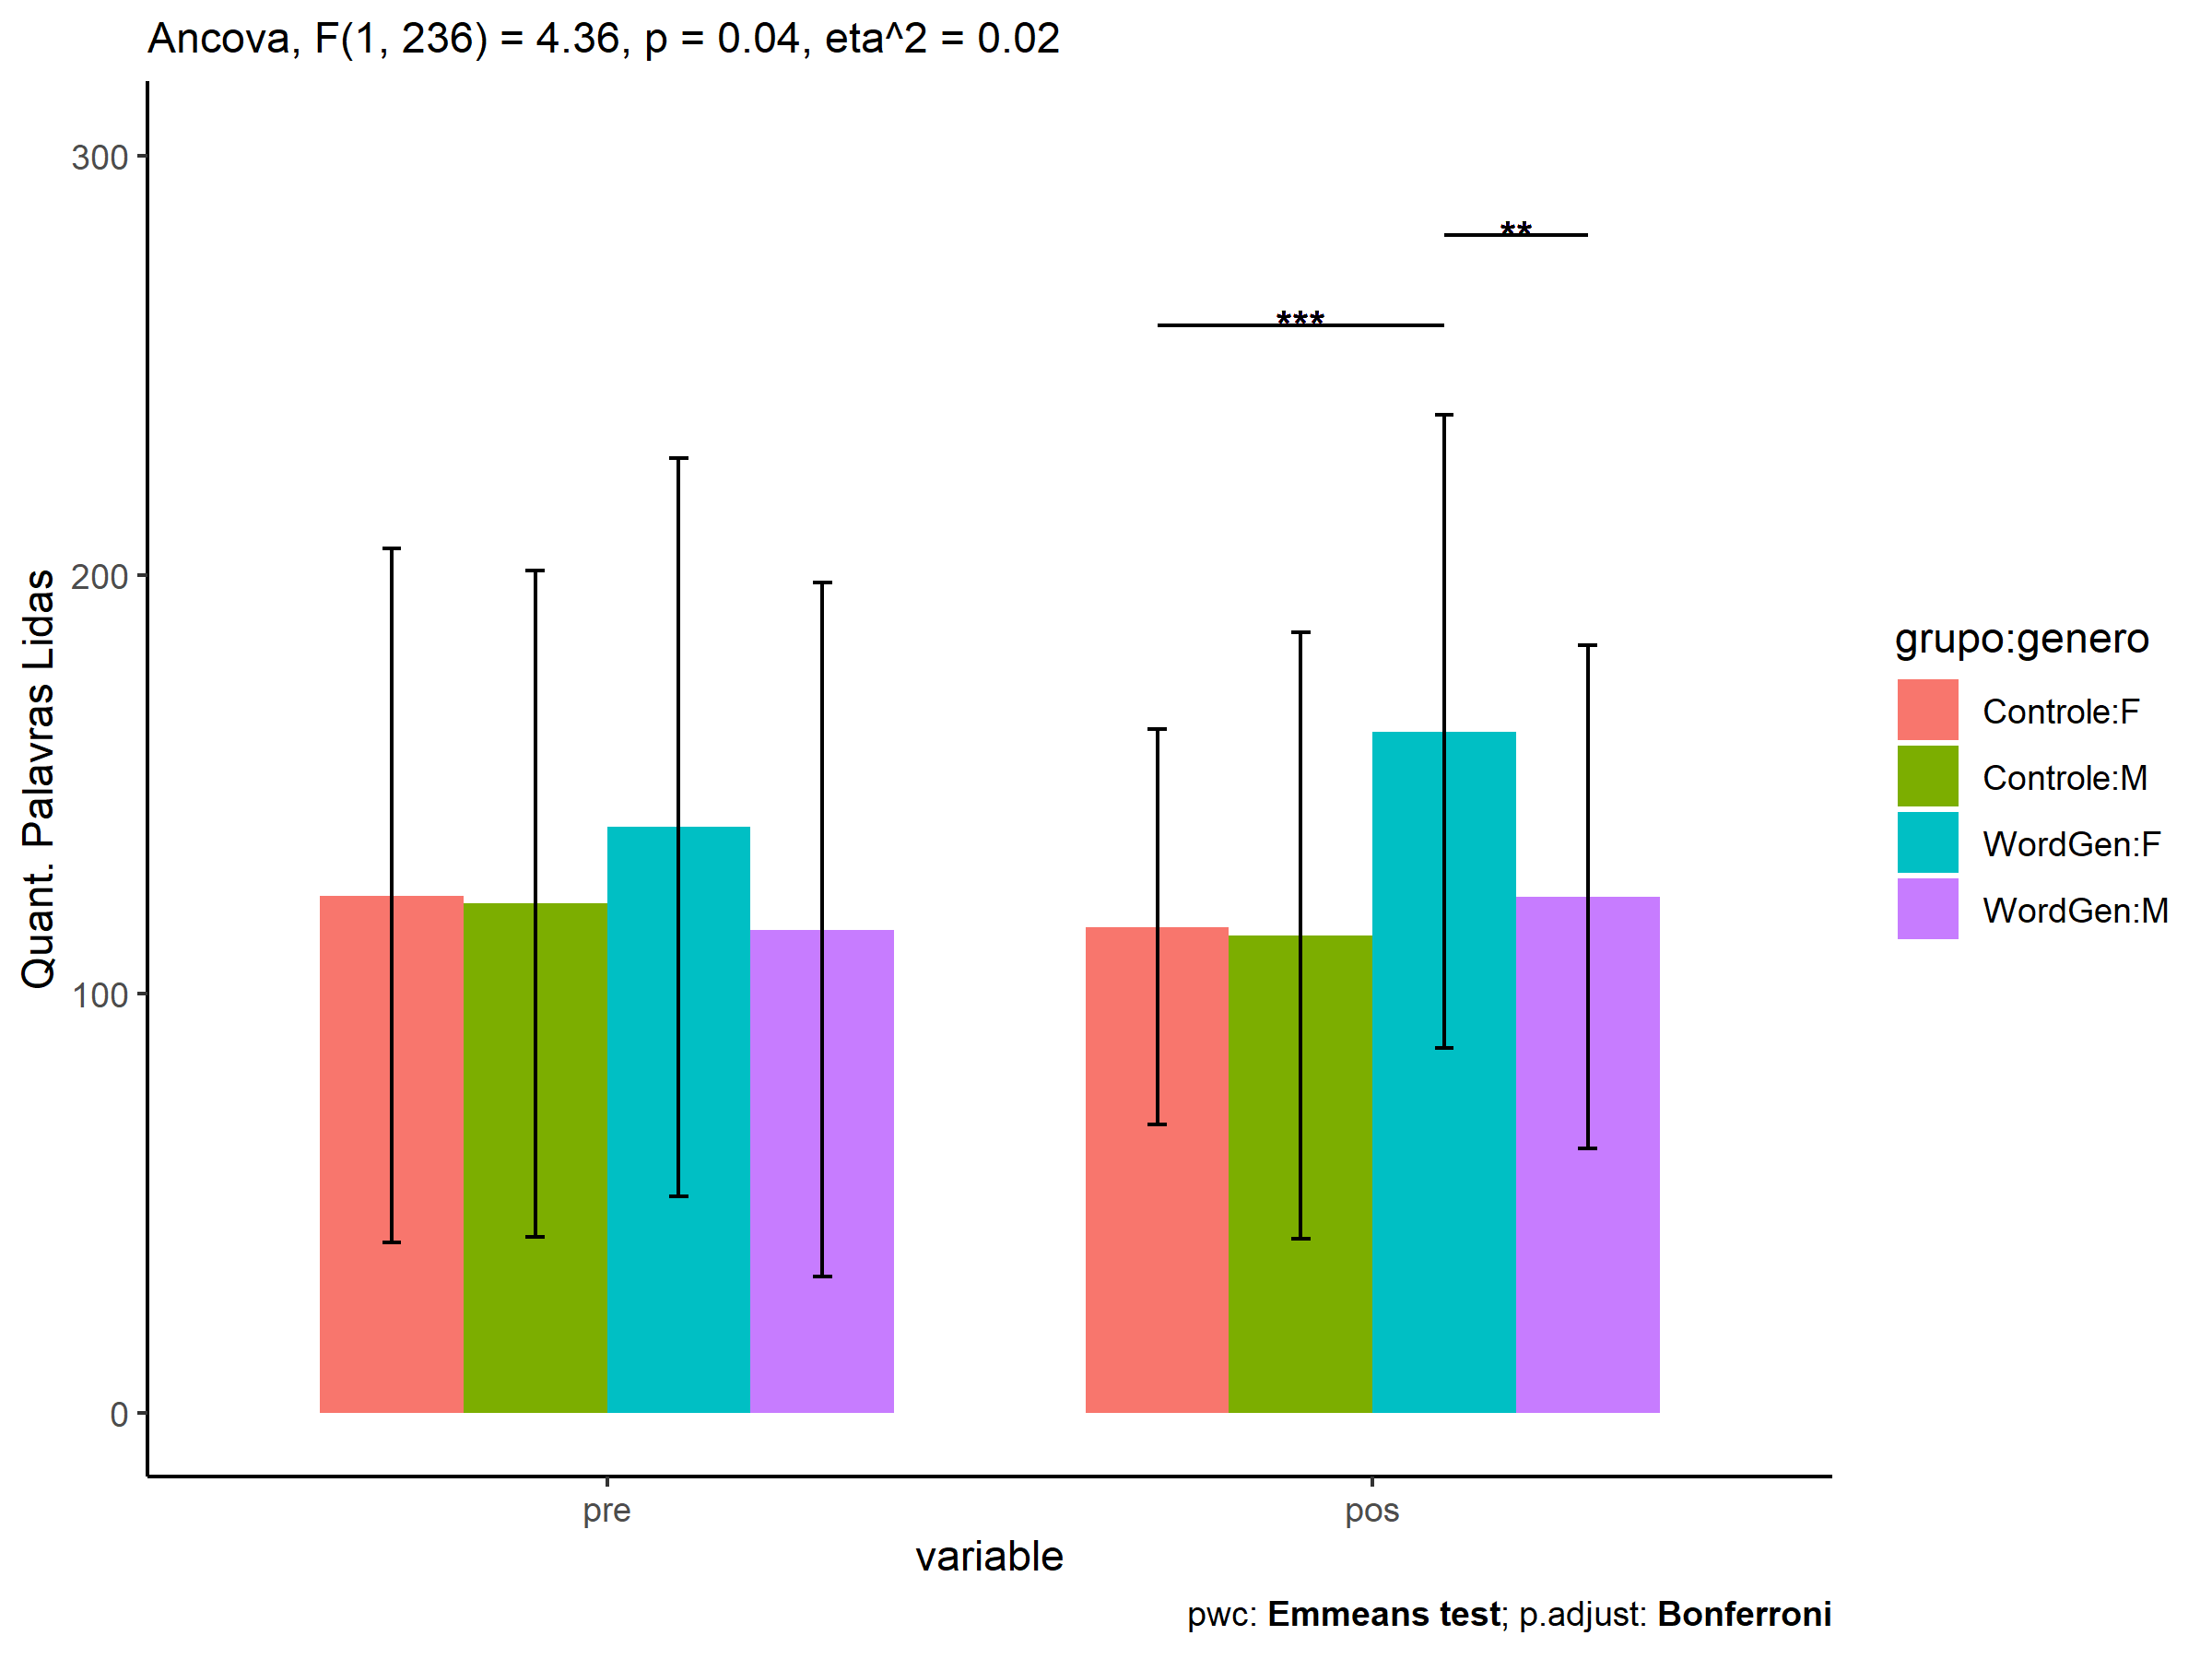 Ancova, F(1, 236) = 4.36, p = 0.04, eta^2 = 0.02
300
200
100
0
Quant. Palavras Lidas
**
***
pre
pos
variable
grupo:genero
Controle:F
Controle:M
WordGen:F
WordGen:M
pwc: Emmeans test; p.adjust: Bonferroni